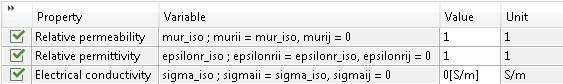 Property Variable Value Unit
Relative permeability mur_iso ; murii = mur_iso, murij = 0 1 1
Relative permittivity epsilonr_iso ; epsilonrii = epsilonr_iso, epsilonrij = 0 1 1
Electrical conductivity sigma_iso ; sigmaii = sigma_iso, sigmaij = 0 0[S/m] S/m